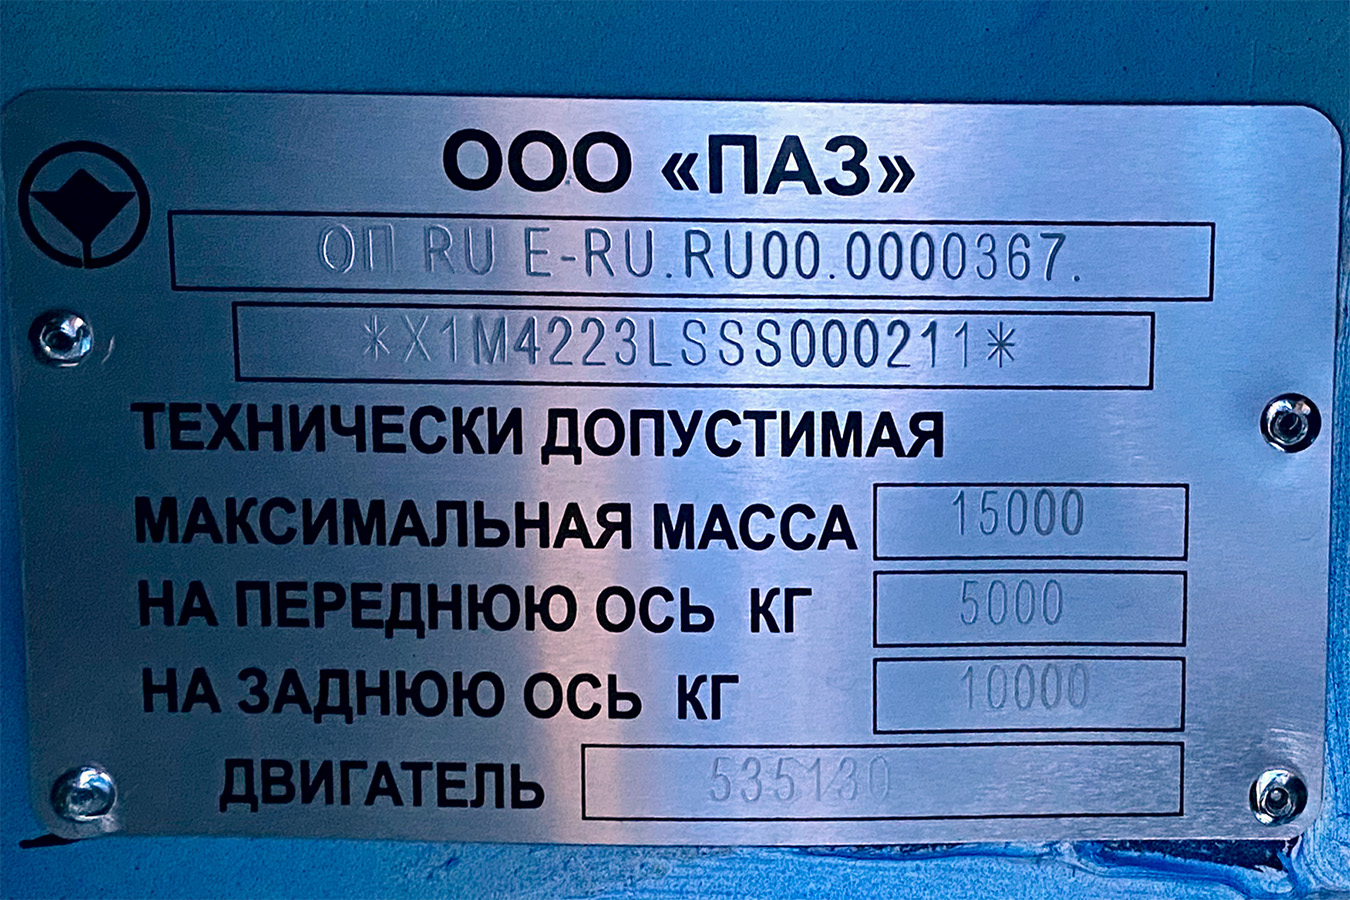 ООО «ПАЗ»
ОП RU E-RU.RU00.0000367.
*X1M4223LSSS000211*
ТЕХНИЧЕСКИ ДОПУСТИМАЯ
МАКСИМАЛЬНАЯ МАССА 15000
НА ПЕРЕДНЮЮ ОСЬ КГ 5000
НА ЗАДНЮЮ ОСЬ КГ 10000
ДВИГАТЕЛЬ 535130